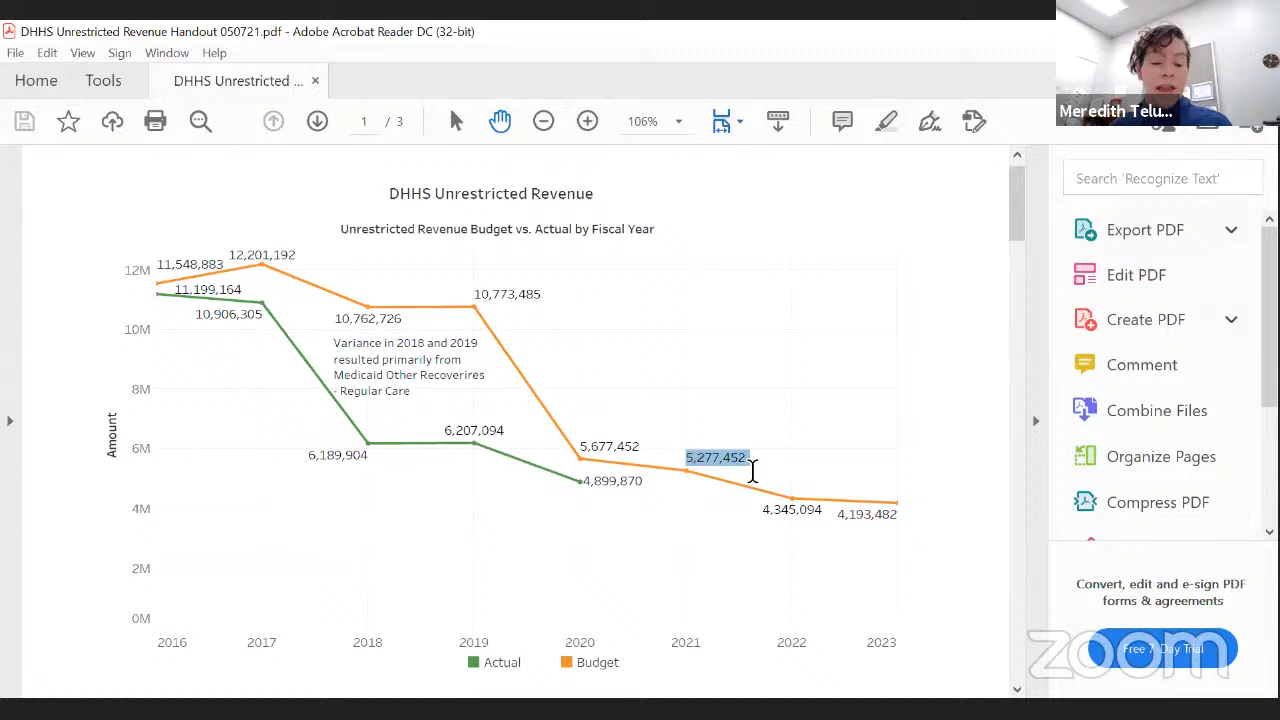 DHHS Unrestricted Revenue Handout 050721.pdf - Adobe Acrobat Reader DC (32-bit)
File Edit View Sign Window Help
Home Tools DHHS Unrestricted ... ×
1 / 3 106%
Meredith Telu...
DHHS Unrestricted Revenue
Unrestricted Revenue Budget vs. Actual by Fiscal Year
12M
10M
8M
6M
4M
2M
0M
Amount
11,548,883
12,201,192
11,199,164
10,906,305
10,762,726
10,773,485
Variance in 2018 and 2019
resulted primarily from
Medicaid:Other Recoverires
- Regular Care
6,189,904
6,207,094
5,677,452
4,899,870
5,277,452
4,345,094
4,193,482
2016 2017 2018 2019 2020 2021 2022 2023
Actual Budget
Search 'Recognize Text'
Export PDF
Edit PDF
Create PDF
Comment
Combine Files
Organize Pages
Compress PDF
Convert, edit and e-sign PDF
forms & agreements
Free 7-Day Trial
zoom